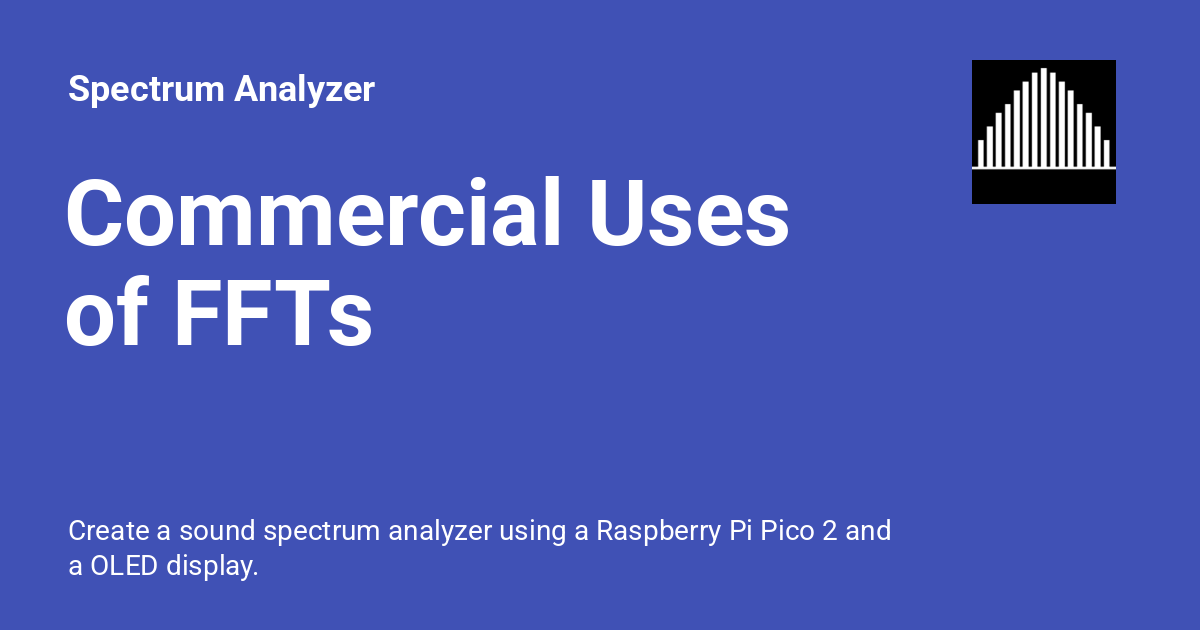 Spectrum Analyzer
Commercial Uses
of FFTs
Create a sound spectrum analyzer using a Raspberry Pi Pico 2 and
a OLED display.